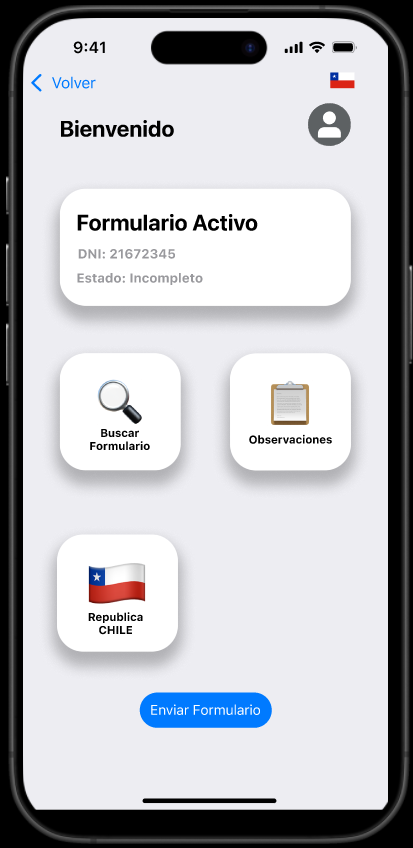 9:41
Volver
Bienvenido
Formulario Activo
DNI: 21672345
Estado: Incompleto
Buscar
Formulario
Observaciones
Republica
CHILE
Enviar Formulario